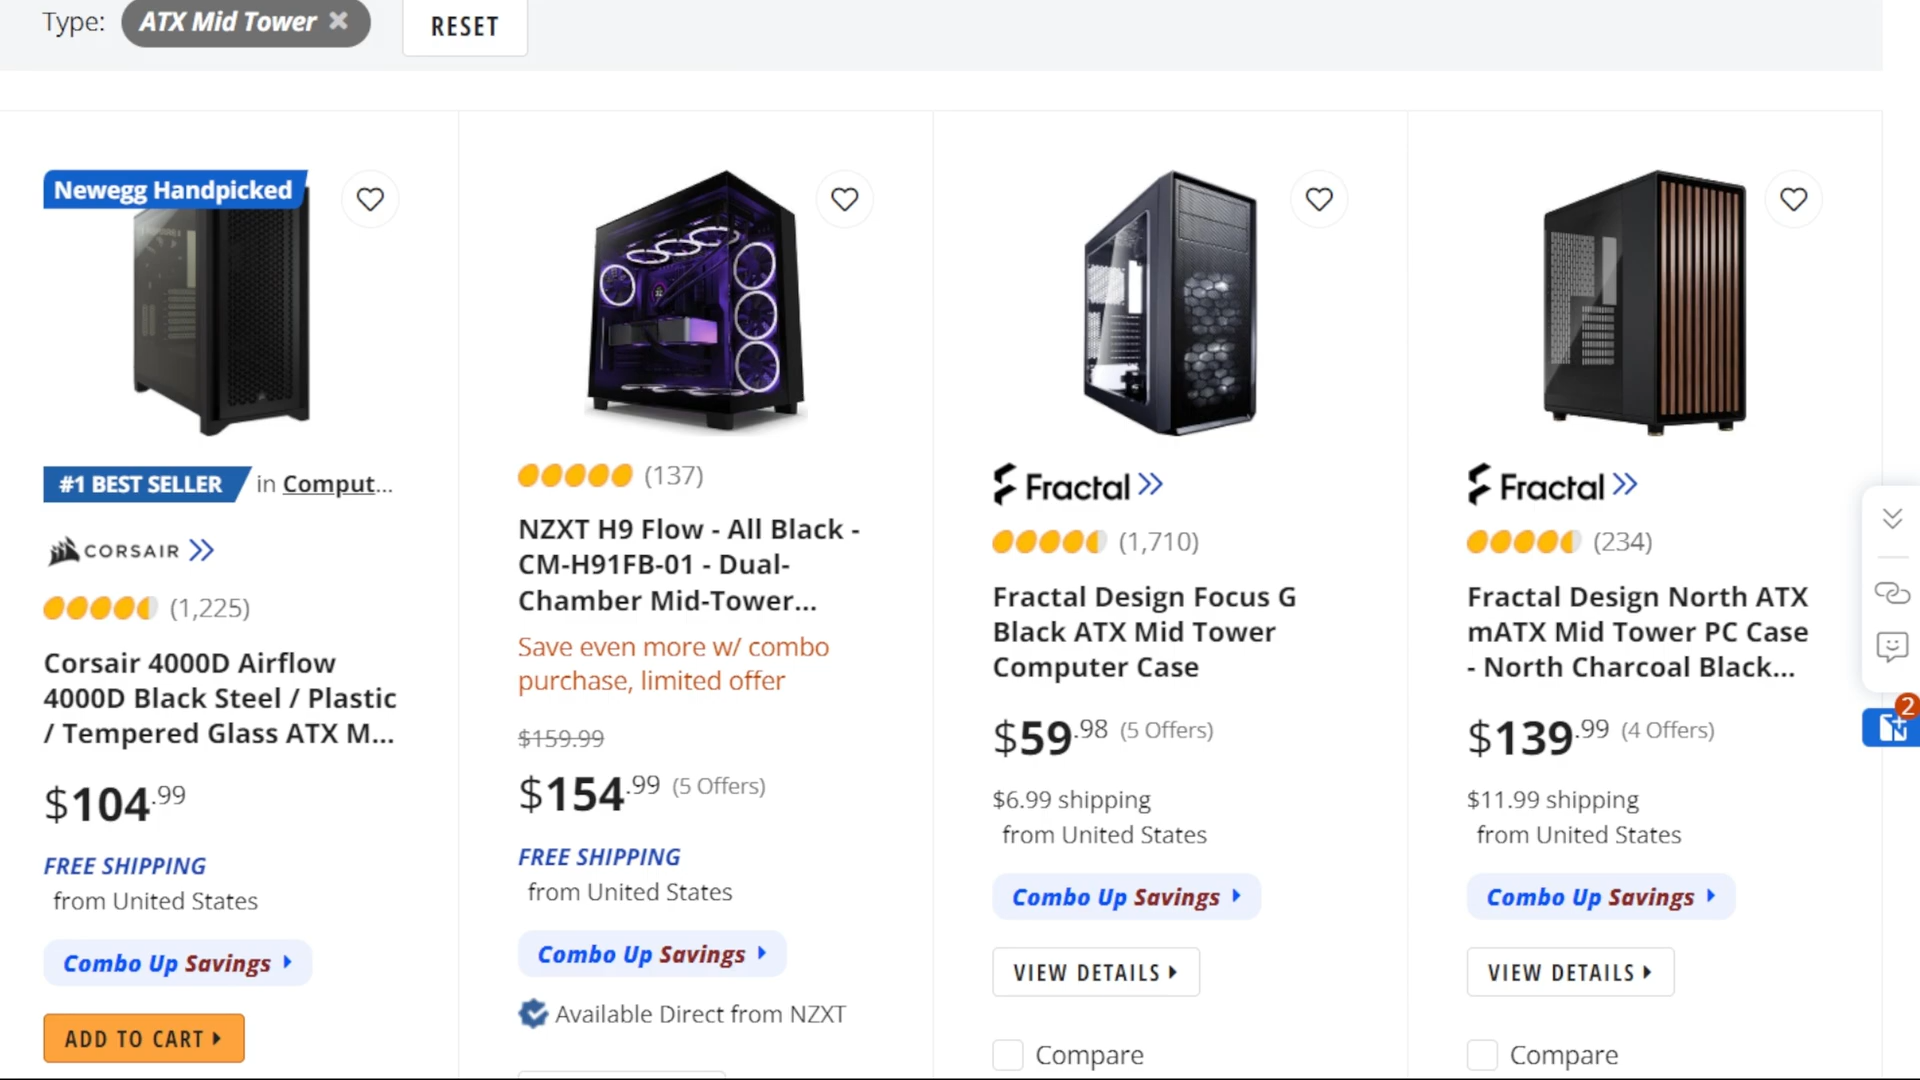 Type: ATX Mid Tower ✖ RESET
Newegg Handpicked
#1 BEST SELLER in Comput...
CORSAIR
(1,225)
Corsair 4000D Airflow
4000D Black Steel / Plastic
/ Tempered Glass ATX M...
$104.99
FREE SHIPPING
from United States
Combo Up Savings
ADD TO CART
(137)
NZXT H9 Flow - All Black -
CM-H91FB-01 - Dual-
Chamber Mid-Tower...
Save even more w/ combo
purchase, limited offer
$159.99
$154.99 (5 Offers)
FREE SHIPPING
from United States
Combo Up Savings
Available Direct from NZXT
Fractal
(1,710)
Fractal Design Focus G
Black ATX Mid Tower
Computer Case
$59.98 (5 Offers)
$6.99 shipping
from United States
Combo Up Savings
VIEW DETAILS
Compare
Fractal
(234)
Fractal Design North ATX
mATX Mid Tower PC Case
- North Charcoal Black...
$139.99 (4 Offers)
$11.99 shipping
from United States
Combo Up Savings
VIEW DETAILS
Compare
2